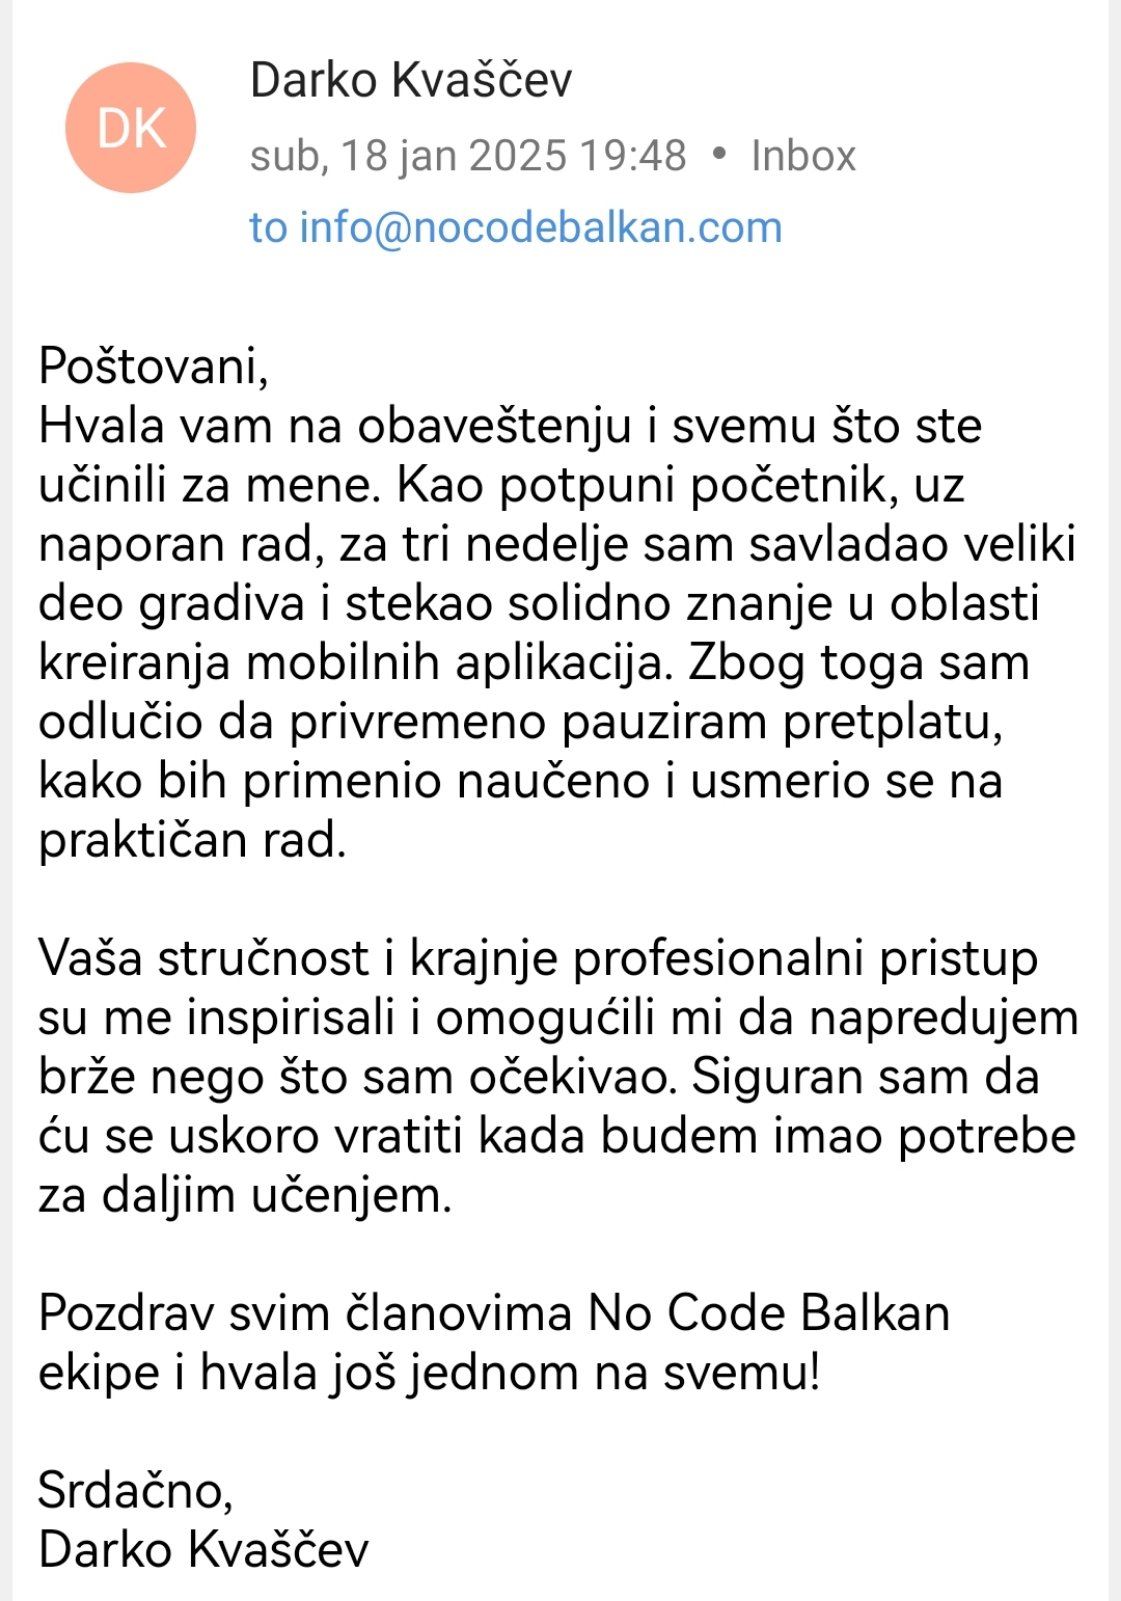 DK
Darko Kvaščev
sub, 18 jan 2025 19:48 • Inbox
to info@nocodebalkan.com
Poštovani,
Hvala vam na obaveštenju i svemu što ste
učinili za mene. Kao potpuni početnik, uz
naporan rad, za tri nedelje sam savladao veliki
deo gradiva i stekao solidno znanje u oblasti
kreiranja mobilnih aplikacija. Zbog toga sam
odlučio da privremeno pauziram pretplatu,
kako bih primenio naučeno i usmerio se na
praktičan rad.
Vaša stručnost i krajnje profesionalni pristup
su me inspirisali i omogućili mi da napredujem
brže nego što sam očekivao. Siguran sam da
ću se uskoro vratiti kada budem imao potrebe
za daljim učenjem.
Pozdrav svim članovima No Code Balkan
ekipe i hvala još jednom na svemu!
Srdačno,
Darko Kvaščev